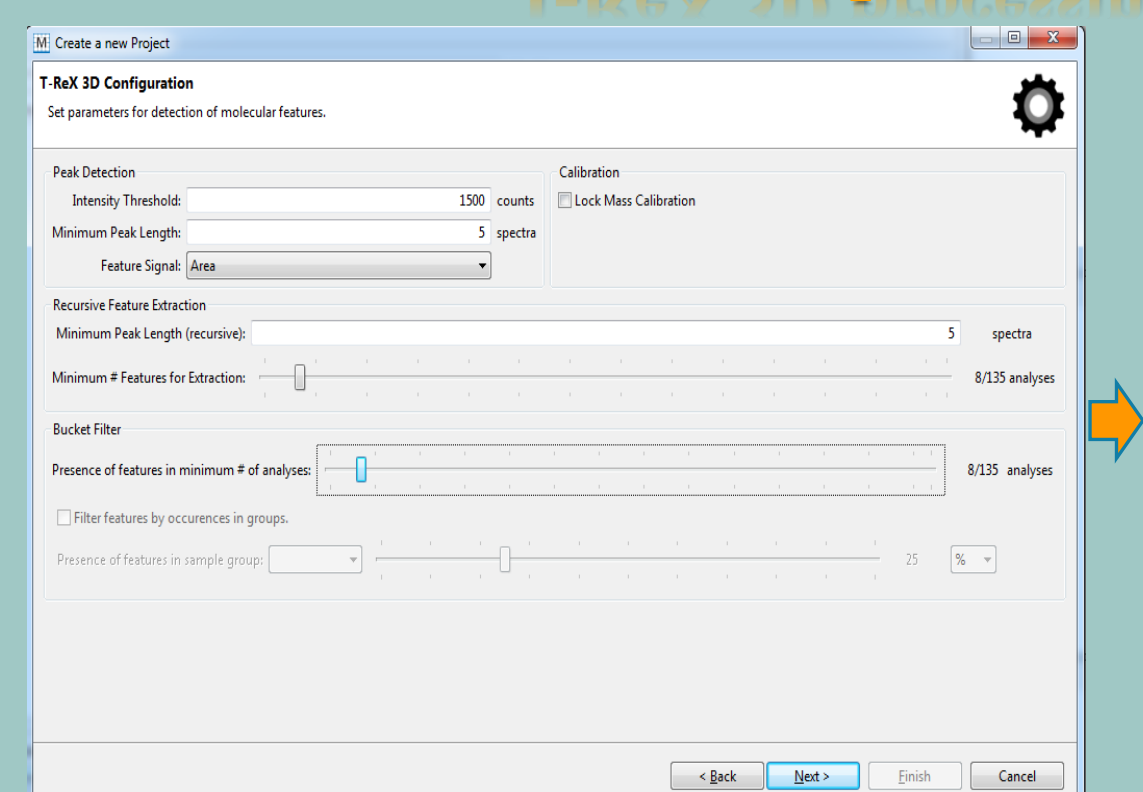 T-ReX 3D Processing
M Create a new Project
T-ReX 3D Configuration
Set parameters for detection of molecular features.
Peak Detection
Calibration
Intensity Threshold: 1500 counts
Lock Mass Calibration
Minimum Peak Length: 5 spectra
Feature Signal: Area
Recursive Feature Extraction
Minimum Peak Length (recursive): 5 spectra
Minimum # Features for Extraction: 8/135 analyses
Bucket Filter
Presence of features in minimum # of analyses: 8/135 analyses
Filter features by occurences in groups.
Presence of features in sample group: 25 %
< Back Next > Finish Cancel